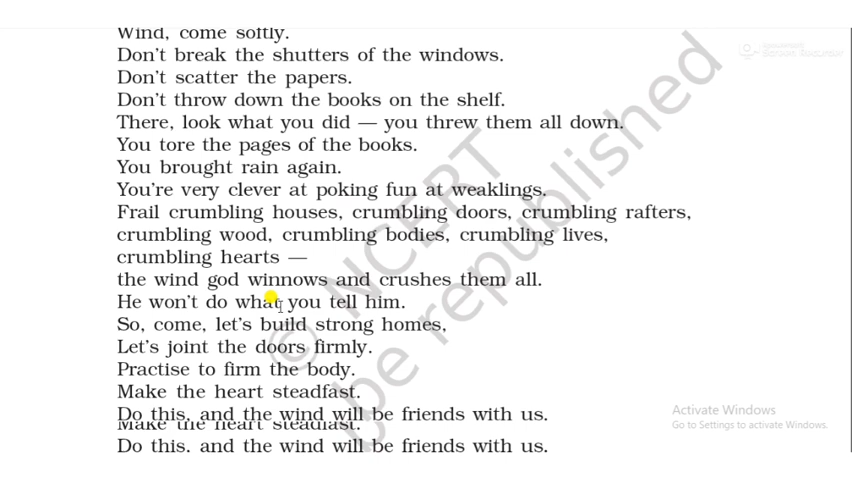 Wind, come softly.
Don't break the shutters of the windows.
Don't scatter the papers.
Don't throw down the books on the shelf.
There, look what you did — you threw them all down.
You tore the pages of the books.
You brought rain again.
You're very clever at poking fun at weaklings.
Frail crumbling houses, crumbling doors, crumbling rafters,
crumbling wood, crumbling bodies, crumbling lives,
crumbling hearts —
the wind god winnows and crushes them all.
He won't do what you tell him.
So, come, let's build strong homes,
Let's joint the doors firmly.
Practise to firm the body.
Make the heart steadfast.
Do this, and the wind will be friends with us.
Make the heart steadfast.
Do this, and the wind will be friends with us.
© NCERT
be republished
Screen Recorder
Activate Windows
Go to Settings to activate Windows.